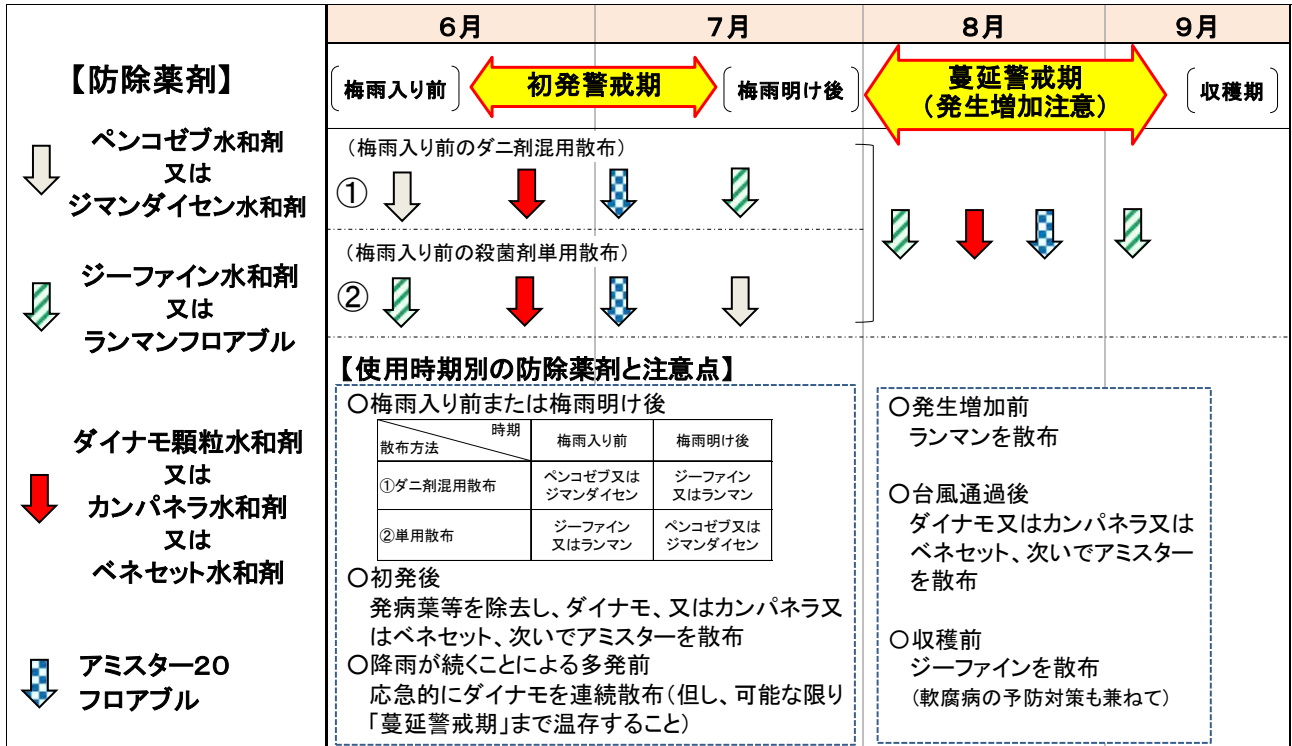 【防除薬剤】
ペンコゼブ水和剤
又は
ジマンダイセン水和剤
ジーファイン水和剤
又は
ランマンフロアブル
ダイナモ顆粒水和剤
又は
カンパネラ水和剤
又は
ベネセット水和剤
アミスター20
フロアブル
6月 7月 8月 9月
梅雨入り前 初発警戒期 梅雨明け後 蔓延警戒期 収穫期
(発生増加注意)
(梅雨入り前のダニ剤混用散布)
①
(梅雨入り前の殺菌剤単用散布)
②
【使用時期別の防除薬剤と注意点】
○梅雨入り前または梅雨明け後
時期 梅雨入り前 梅雨明け後
散布方法
①ダニ剤混用散布 ペンコゼブ又は ジーファイン
ジマンダイセン 又はランマン
②単用散布 ジーファイン ペンコゼブ又は
又はランマン ジマンダイセン
○初発後
発病葉等を除去し、ダイナモ、又はカンパネラ又
はベネセット、次いでアミスターを散布
○降雨が続くことによる多発前
応急的にダイナモを連続散布(但し、可能な限り
「蔓延警戒期」まで温存すること)
○発生増加前
ランマンを散布
○台風通過後
ダイナモ又はカンパネラ又は
ベネセット、次いでアミスター
を散布
○収穫前
ジーファインを散布
(軟腐病の予防対策も兼ねて)